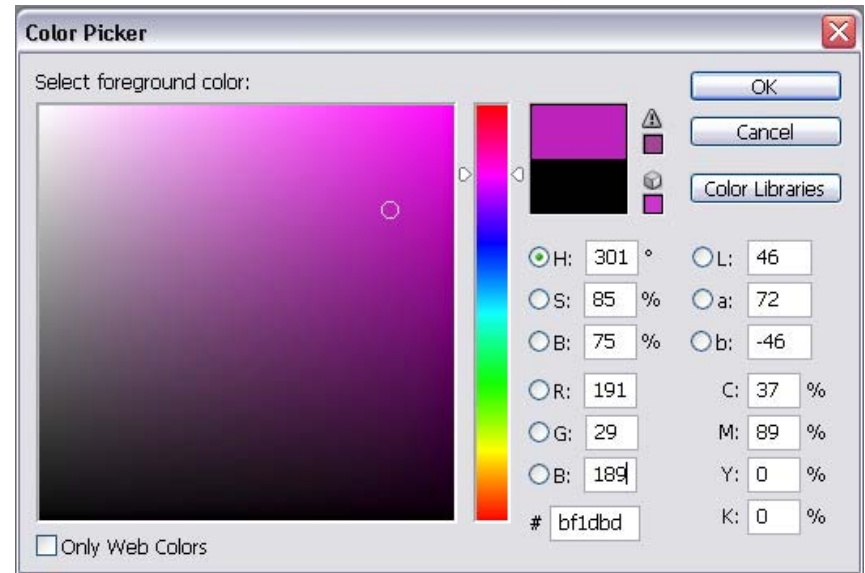 Color Picker
Select foreground color:
OK
Cancel
Color Libraries
H: 301 ° L: 46
S: 85 % a: 72
B: 75 % b: -46
R: 191 C: 37 %
G: 29 M: 89 %
B: 189 Y: 0 %
# bf1dbd K: 0 %
Only Web Colors